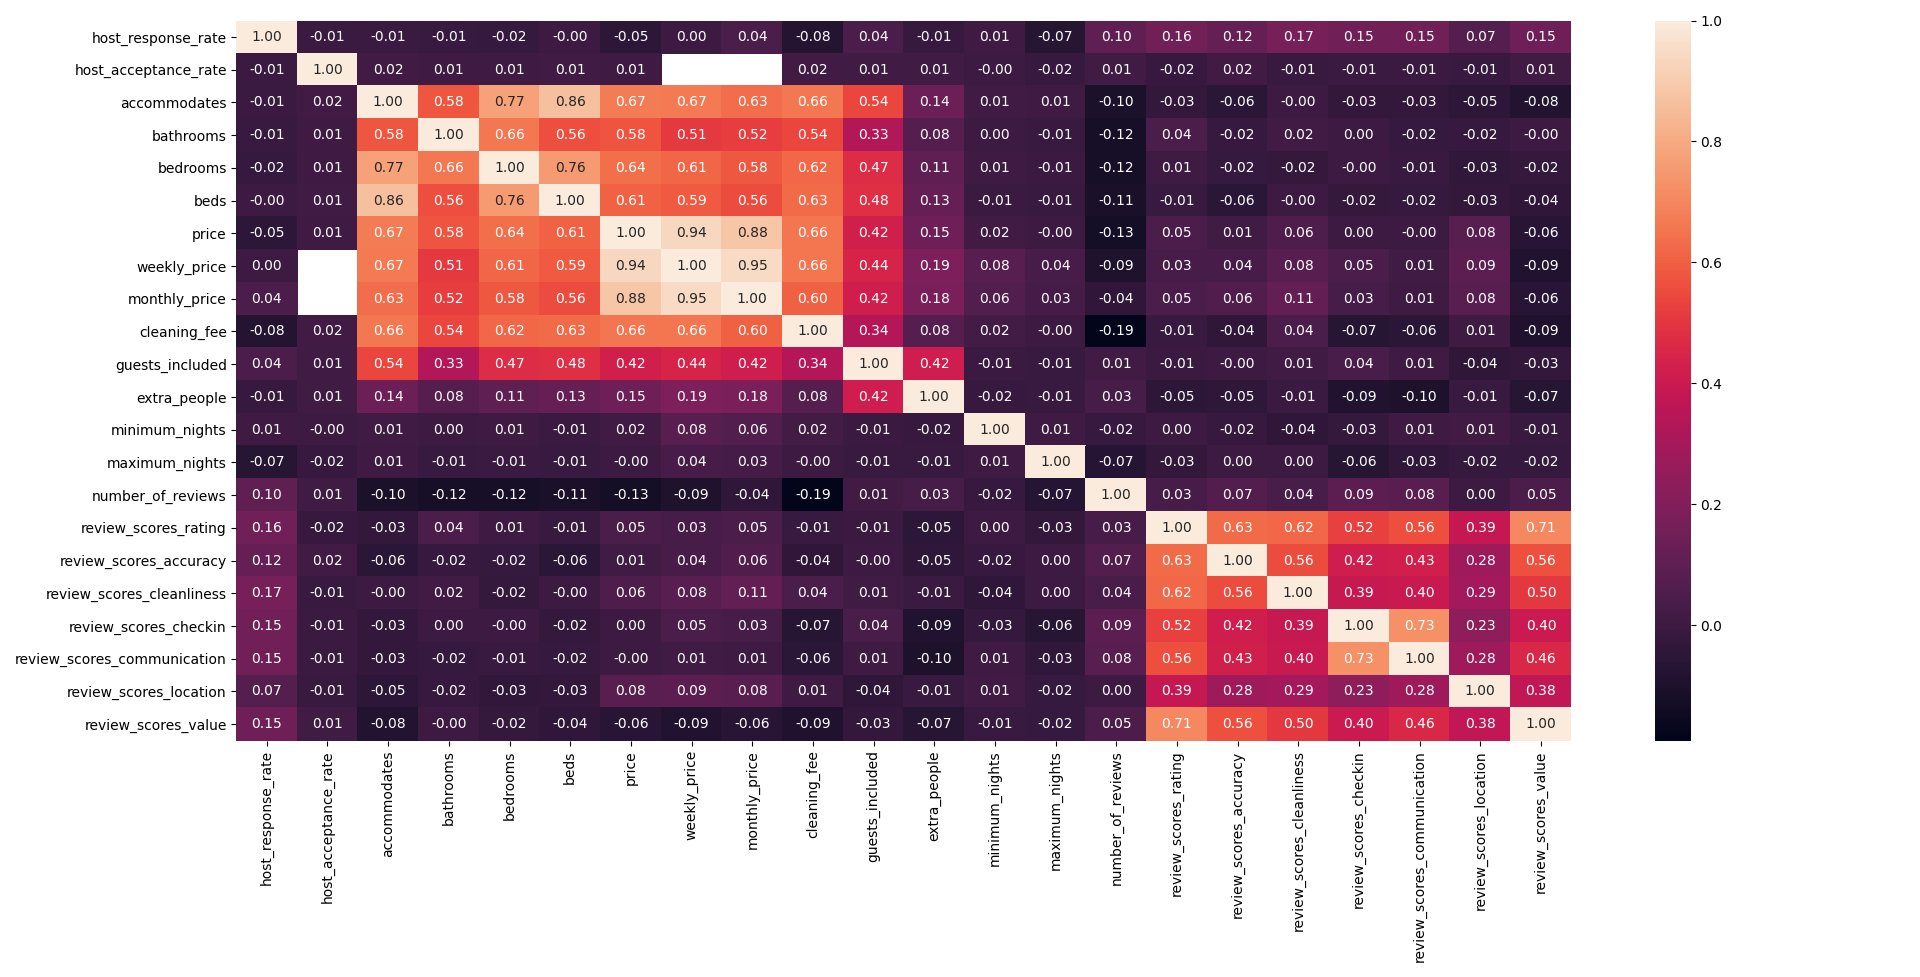 host_response_rate 1.00 -0.01 -0.01 -0.01 -0.02 -0.00 -0.05 0.00 0.04 -0.08 0.04 -0.01 0.01 -0.07 0.10 0.16 0.12 0.17 0.15 0.15 0.07 0.15 1.0
host_acceptance_rate -0.01 1.00 0.02 0.01 0.01 0.01 0.01 0.02 0.01 0.01 -0.00 -0.02 0.01 -0.02 0.02 -0.01 -0.01 -0.01 -0.01 0.01
accommodates -0.01 0.02 1.00 0.58 0.77 0.86 0.67 0.67 0.63 0.66 0.54 0.14 0.01 0.01 -0.10 -0.03 -0.06 -0.00 -0.03 -0.03 -0.05 -0.08
bathrooms -0.01 0.01 0.58 1.00 0.66 0.56 0.58 0.51 0.52 0.54 0.33 0.08 0.00 -0.01 -0.12 0.04 -0.02 0.02 0.00 -0.02 -0.02 -0.00
0.8
bedrooms -0.02 0.01 0.77 0.66 1.00 0.76 0.64 0.61 0.58 0.62 0.47 0.11 0.01 -0.01 -0.12 0.01 -0.02 -0.02 -0.00 -0.01 -0.03 -0.02
beds -0.00 0.01 0.86 0.56 0.76 1.00 0.61 0.59 0.56 0.63 0.48 0.13 -0.01 -0.01 -0.11 -0.01 -0.06 -0.00 -0.02 -0.02 -0.03 -0.04
price -0.05 0.01 0.67 0.58 0.64 0.61 1.00 0.94 0.88 0.66 0.42 0.15 0.02 -0.00 -0.13 0.05 0.01 0.06 0.00 -0.00 0.08 -0.06
weekly_price 0.00 0.67 0.51 0.61 0.59 0.94 1.00 0.95 0.66 0.44 0.19 0.08 0.04 -0.09 0.03 0.04 0.08 0.05 0.01 0.09 -0.09 0.6
monthly_price 0.04 0.63 0.52 0.58 0.56 0.88 0.95 1.00 0.60 0.42 0.18 0.06 0.03 -0.04 0.05 0.06 0.11 0.03 0.01 0.08 -0.06
cleaning_fee -0.08 0.02 0.66 0.54 0.62 0.63 0.66 0.66 0.60 1.00 0.34 0.08 0.02 -0.00 -0.19 -0.01 -0.04 0.04 -0.07 -0.06 0.01 -0.09
guests_included 0.04 0.01 0.54 0.33 0.47 0.48 0.42 0.44 0.42 0.34 1.00 0.42 -0.01 -0.01 0.01 -0.01 -0.00 0.01 0.04 0.01 -0.04 -0.03
0.4
extra_people -0.01 0.01 0.14 0.08 0.11 0.13 0.15 0.19 0.18 0.08 0.42 1.00 -0.02 -0.01 0.03 -0.05 -0.05 -0.01 -0.09 -0.10 -0.01 -0.07
minimum_nights 0.01 -0.00 0.01 0.00 0.01 -0.01 0.02 0.08 0.06 0.02 -0.01 -0.02 1.00 0.01 -0.02 0.00 -0.02 -0.04 -0.03 0.01 0.01 -0.01
maximum_nights -0.07 -0.02 0.01 -0.01 -0.01 -0.01 -0.00 0.04 0.03 -0.00 -0.01 -0.01 0.01 1.00 -0.07 -0.03 0.00 0.00 -0.06 -0.03 -0.02 -0.02
number_of_reviews 0.10 0.01 -0.10 -0.12 -0.12 -0.11 -0.13 -0.09 -0.04 -0.19 0.01 0.03 -0.02 -0.07 1.00 0.03 0.07 0.04 0.09 0.08 0.00 0.05
0.2
review_scores_rating 0.16 -0.02 -0.03 0.04 0.01 -0.01 0.05 0.03 0.05 -0.01 -0.01 -0.05 0.00 -0.03 0.03 1.00 0.63 0.62 0.52 0.56 0.39 0.71
review_scores_accuracy 0.12 0.02 -0.06 -0.02 -0.02 -0.06 0.01 0.04 0.06 -0.04 -0.00 -0.05 -0.02 0.00 0.07 0.63 1.00 0.56 0.42 0.43 0.28 0.56
review_scores_cleanliness 0.17 -0.01 -0.00 0.02 -0.02 -0.00 0.06 0.08 0.11 0.04 0.01 -0.01 -0.04 0.00 0.04 0.62 0.56 1.00 0.39 0.40 0.29 0.50
review_scores_checkin 0.15 -0.01 -0.03 0.00 -0.00 -0.02 0.00 0.05 0.03 -0.07 0.04 -0.09 -0.03 -0.06 0.09 0.52 0.42 0.39 1.00 0.73 0.23 0.40 0.0
review_scores_communication 0.15 -0.01 -0.03 -0.02 -0.01 -0.02 -0.00 0.01 0.01 -0.06 0.01 -0.10 0.01 -0.03 0.08 0.56 0.43 0.40 0.73 1.00 0.28 0.46
review_scores_location 0.07 -0.01 -0.05 -0.02 -0.03 -0.03 0.08 0.09 0.08 0.01 -0.04 -0.01 0.01 -0.02 0.00 0.39 0.28 0.29 0.23 0.28 1.00 0.38
review_scores_value 0.15 0.01 -0.08 -0.00 -0.02 -0.04 -0.06 -0.09 -0.06 -0.09 -0.03 -0.07 -0.01 -0.02 0.05 0.71 0.56 0.50 0.40 0.46 0.38 1.00
host_response_rate
host_acceptance_rate
accommodates
bathrooms
bedrooms
beds
price
weekly_price
monthly_price
cleaning_fee
guests_included
extra_people
minimum_nights
maximum_nights
number_of_reviews
review_scores_rating
review_scores_accuracy
review_scores_cleanliness
review_scores_checkin
review_scores_communication
review_scores_location
review_scores_value